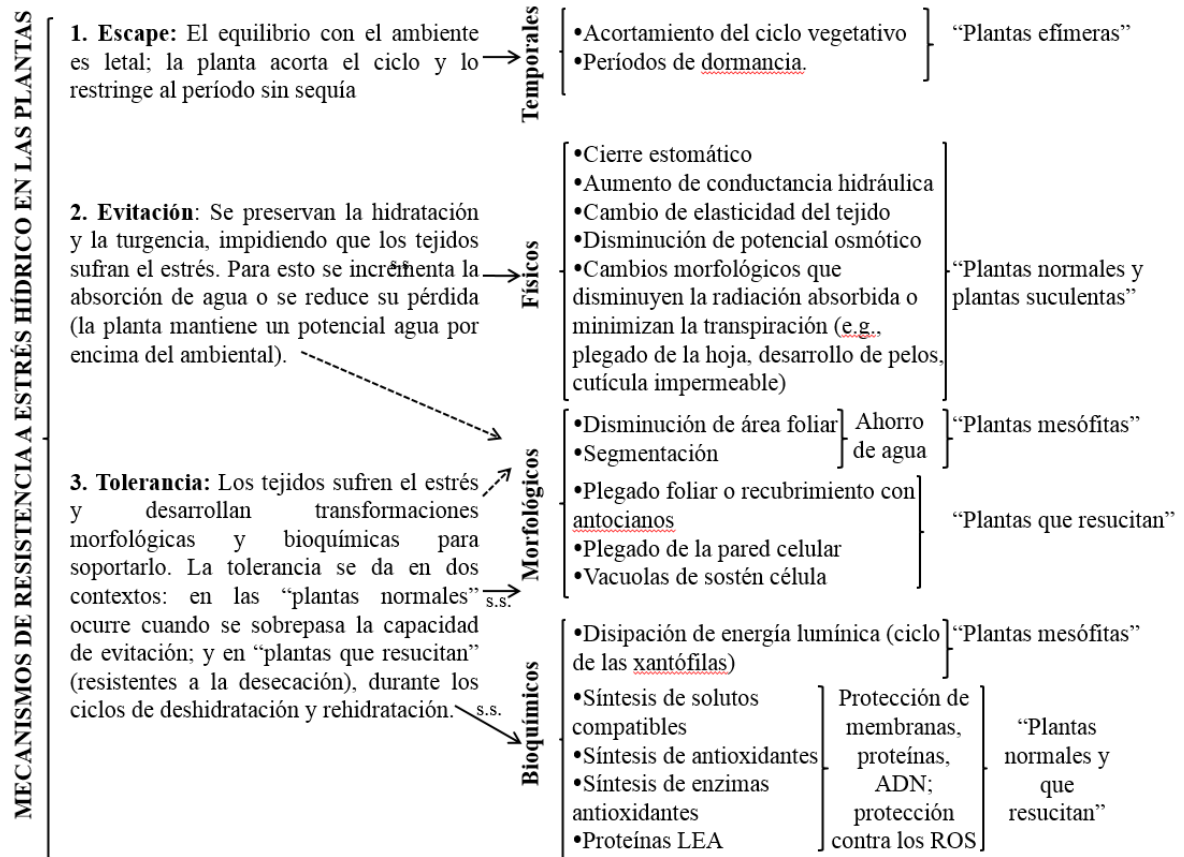 MECANISMOS DE RESISTENCIA A ESTRÉS HÍDRICO EN LAS PLANTAS
1. Escape: El equilibrio con el ambiente
es letal; la planta acorta el ciclo y lo
restringe al período sin sequía
Temporales
•Acortamiento del ciclo vegetativo
•Períodos de dormancia.
“Plantas efímeras”
2. Evitación: Se preservan la hidratación
y la turgencia, impidiendo que los tejidos
sufran el estrés. Para esto se incrementa la
absorción de agua o se reduce su pérdida
(la planta mantiene un potencial agua por
encima del ambiental).
s.s.
Físicos
•Cierre estomático
•Aumento de conductancia hidráulica
•Cambio de elasticidad del tejido
•Disminución de potencial osmótico
•Cambios morfológicos que
disminuyen la radiación absorbida o
minimizan la transpiración (e.g.,
plegado de la hoja, desarrollo de pelos,
cutícula impermeable)
“Plantas normales y
plantas suculentas”
3. Tolerancia: Los tejidos sufren el estrés
y desarrollan transformaciones
morfológicas y bioquímicas para
soportarlo. La tolerancia se da en dos
contextos: en las “plantas normales”
ocurre cuando se sobrepasa la capacidad
de evitación; y en “plantas que resucitan”
(resistentes a la desecación), durante los
ciclos de deshidratación y rehidratación.
s.s.
s.s.
Morfológicos
•Disminución de área foliar
•Segmentación
Ahorro
de agua
“Plantas mesófitas”
•Plegado foliar o recubrimiento con
antocianos
•Plegado de la pared celular
•Vacuolas de sostén célula
“Plantas que resucitan”
Bioquímicos
•Disipación de energía lumínica (ciclo
de las xantófilas)
“Plantas mesófitas”
•Síntesis de solutos
compatibles
•Síntesis de antioxidantes
•Síntesis de enzimas
antioxidantes
•Proteínas LEA
Protección de
membranas,
proteínas,
ADN;
protección
contra los ROS
“Plantas
normales y
que
resucitan”